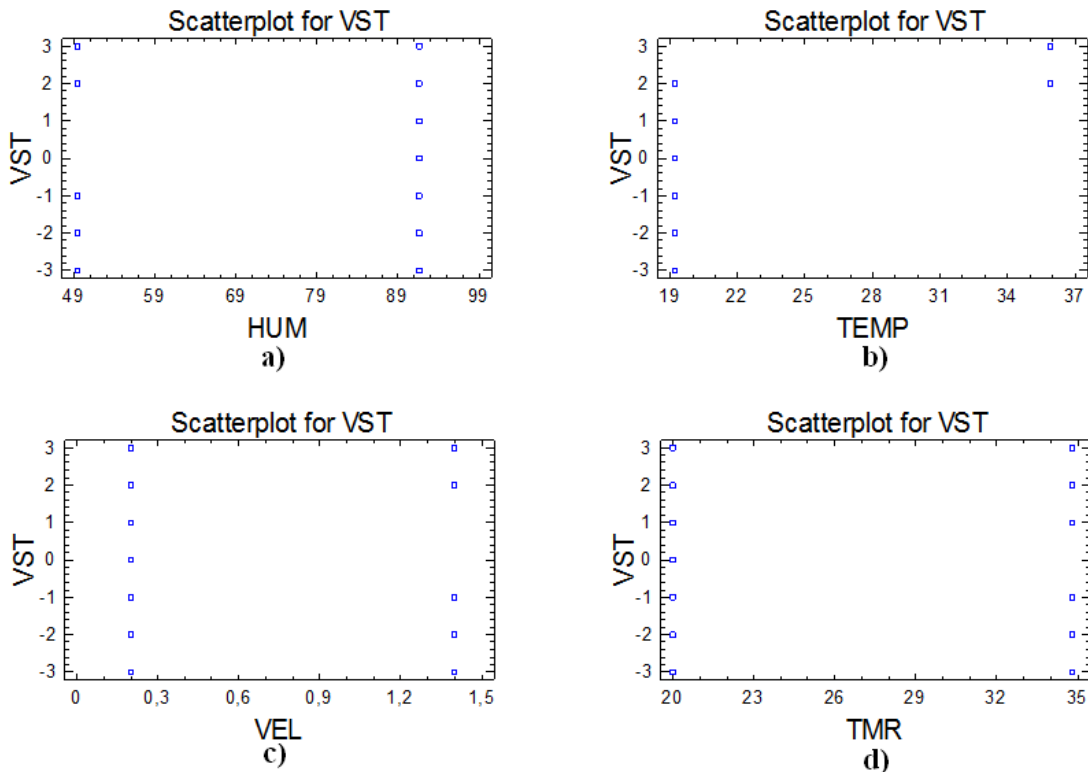 Scatterplot for VST
3
2
1
0
-1
-2
-3
VST
49 59 69 79 89 99
HUM
a)
Scatterplot for VST
3
2
1
0
-1
-2
-3
VST
19 22 25 28 31 34 37
TEMP
b)
Scatterplot for VST
3
2
1
0
-1
-2
-3
VST
0 0,3 0,6 0,9 1,2 1,5
VEL
c)
Scatterplot for VST
3
2
1
0
-1
-2
-3
VST
20 23 26 29 32 35
TMR
d)